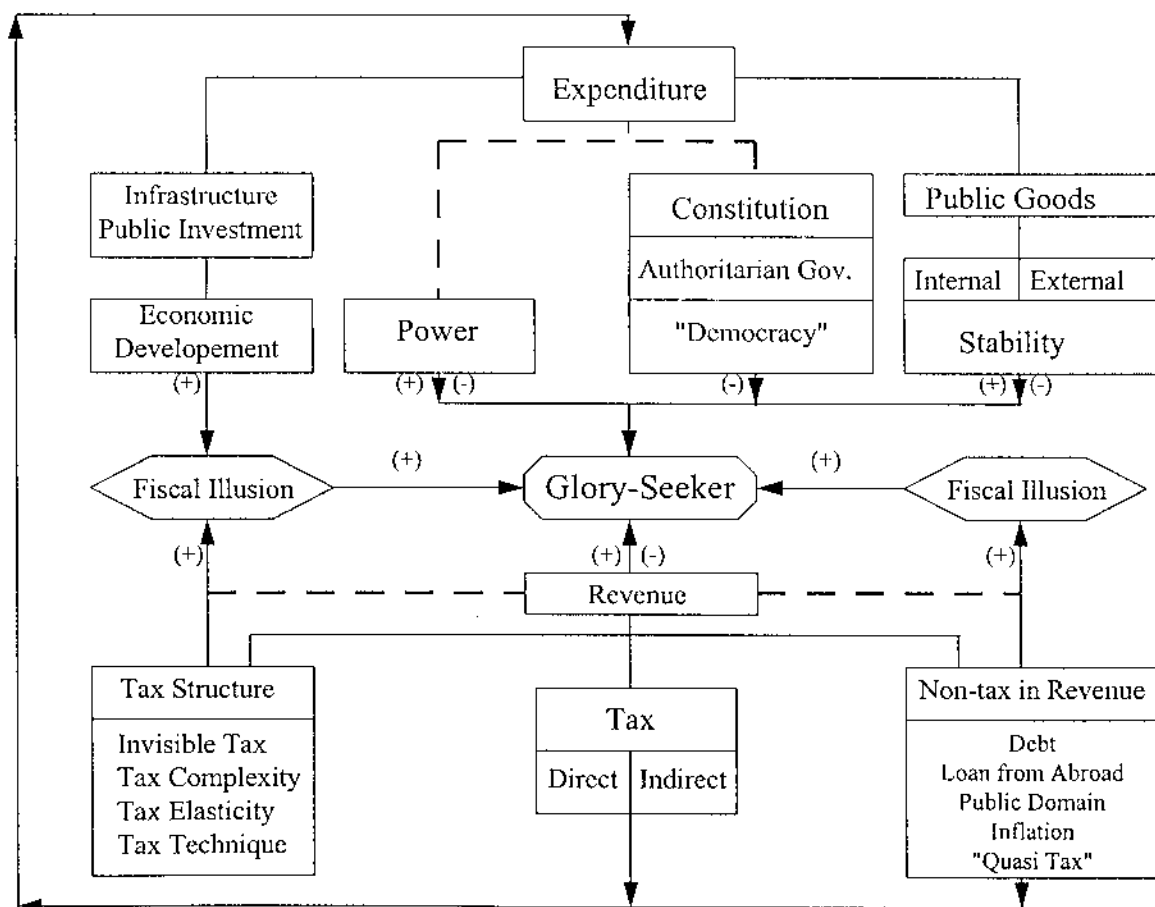 Expenditure
Infrastructure
Public Investment
Constitution
Public Goods
Authoritarian Gov.
Internal
External
Economic
Developement
Power
"Democracy"
Stability
(+)
(+)
(-)
(-)
(+)
(-)
(+)
(+)
Fiscal Illusion
Glory-Seeker
Fiscal Illusion
(+)
(+)
(-)
(+)
Revenue
Tax Structure
Non-tax in Revenue
Tax
Invisible Tax
Tax Complexity
Tax Elasticity
Tax Technique
Direct
Indirect
Debt
Loan from Abroad
Public Domain
Inflation
"Quasi Tax"